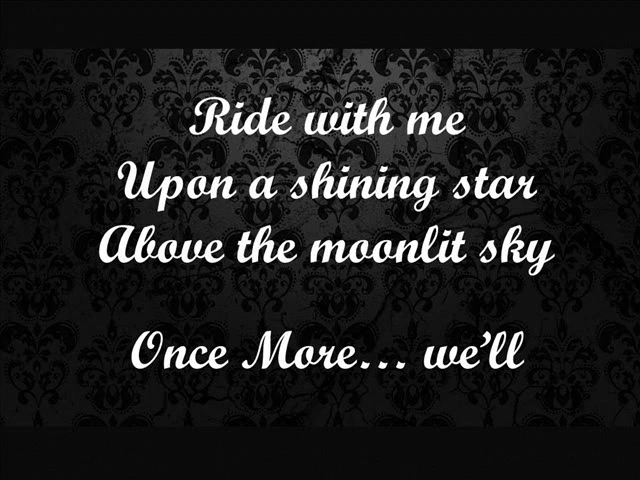 Ride with me
Upon a shining star
Above the moonlit sky
Once More... we'll